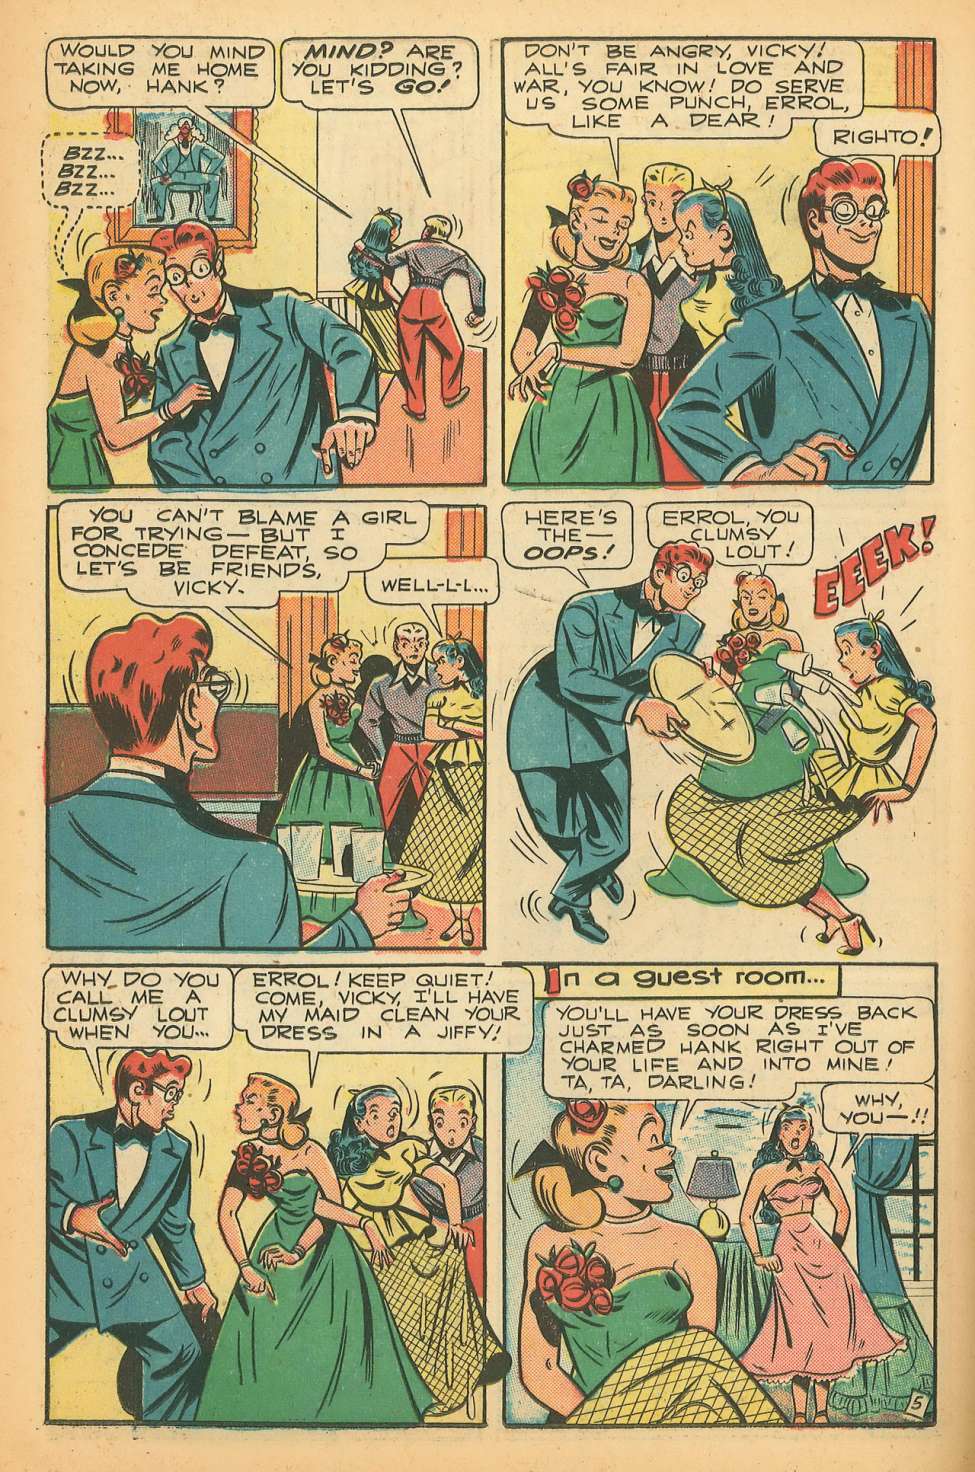 WOULD YOU MIND
TAKING ME HOME
NOW, HANK?
MIND? ARE
YOU KIDDING?
LET'S GO!
BZZ...
BZZ...
BZZ...
DON'T BE ANGRY, VICKY!
ALL'S FAIR IN LOVE AND
WAR, YOU KNOW! DO SERVE
US SOME PUNCH, ERROL,
LIKE A DEAR!
RIGHTO!
YOU CAN'T BLAME A GIRL
FOR TRYING— BUT I
CONCEDE DEFEAT, SO
LET'S BE FRIENDS,
VICKY.
WELL-L-L...
HERE'S
THE—
OOPS!
ERROL, YOU
CLUMSY
LOUT!
EEEK!
WHY DO YOU
CALL ME A
CLUMSY LOUT
WHEN YOU...
ERROL! KEEP QUIET!
COME, VICKY, I'LL HAVE
MY MAID CLEAN YOUR
DRESS IN A JIFFY!
In a guest room...
YOU'LL HAVE YOUR DRESS BACK
JUST AS SOON AS I'VE
CHARMED HANK RIGHT OUT OF
YOUR LIFE AND INTO MINE!
TA, TA, DARLING!
WHY,
YOU—!!
5